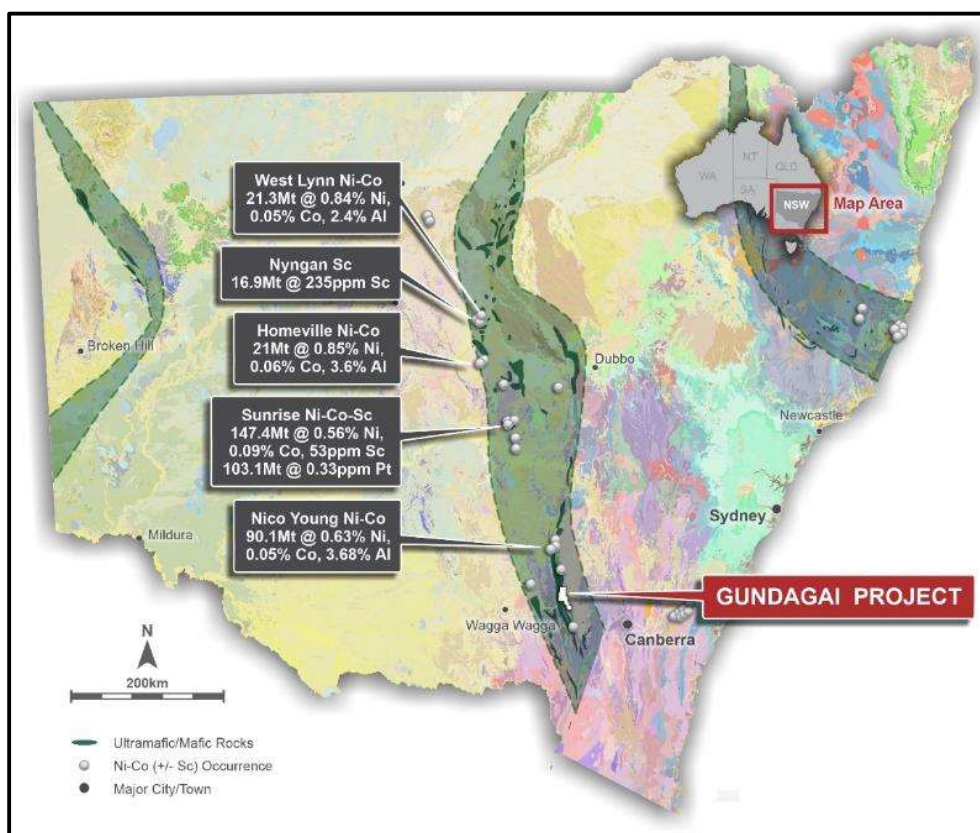 West Lynn Ni-Co
21.3Mt @ 0.84% Ni,
0.05% Co, 2.4% Al
Nyngan Sc
16.9Mt @ 235ppm Sc
Homeville Ni-Co
21Mt @ 0.85% Ni,
0.06% Co, 3.6% Al
Sunrise Ni-Co-Sc
147.4Mt @ 0.56% Ni,
0.09% Co, 53ppm Sc
103.1Mt @ 0.33ppm Pt
Nico Young Ni-Co
90.1Mt @ 0.63% Ni,
0.05% Co, 3.68% Al
WA
NT
QLD
SA
NSW
Map Area
Broken Hill
Dubbo
Newcastle
Sydney
Mildura
GUNDAGAI PROJECT
Wagga Wagga
Canberra
N
200km
Ultramafic/Mafic Rocks
Ni-Co (+/- Sc) Occurrence
Major City/Town